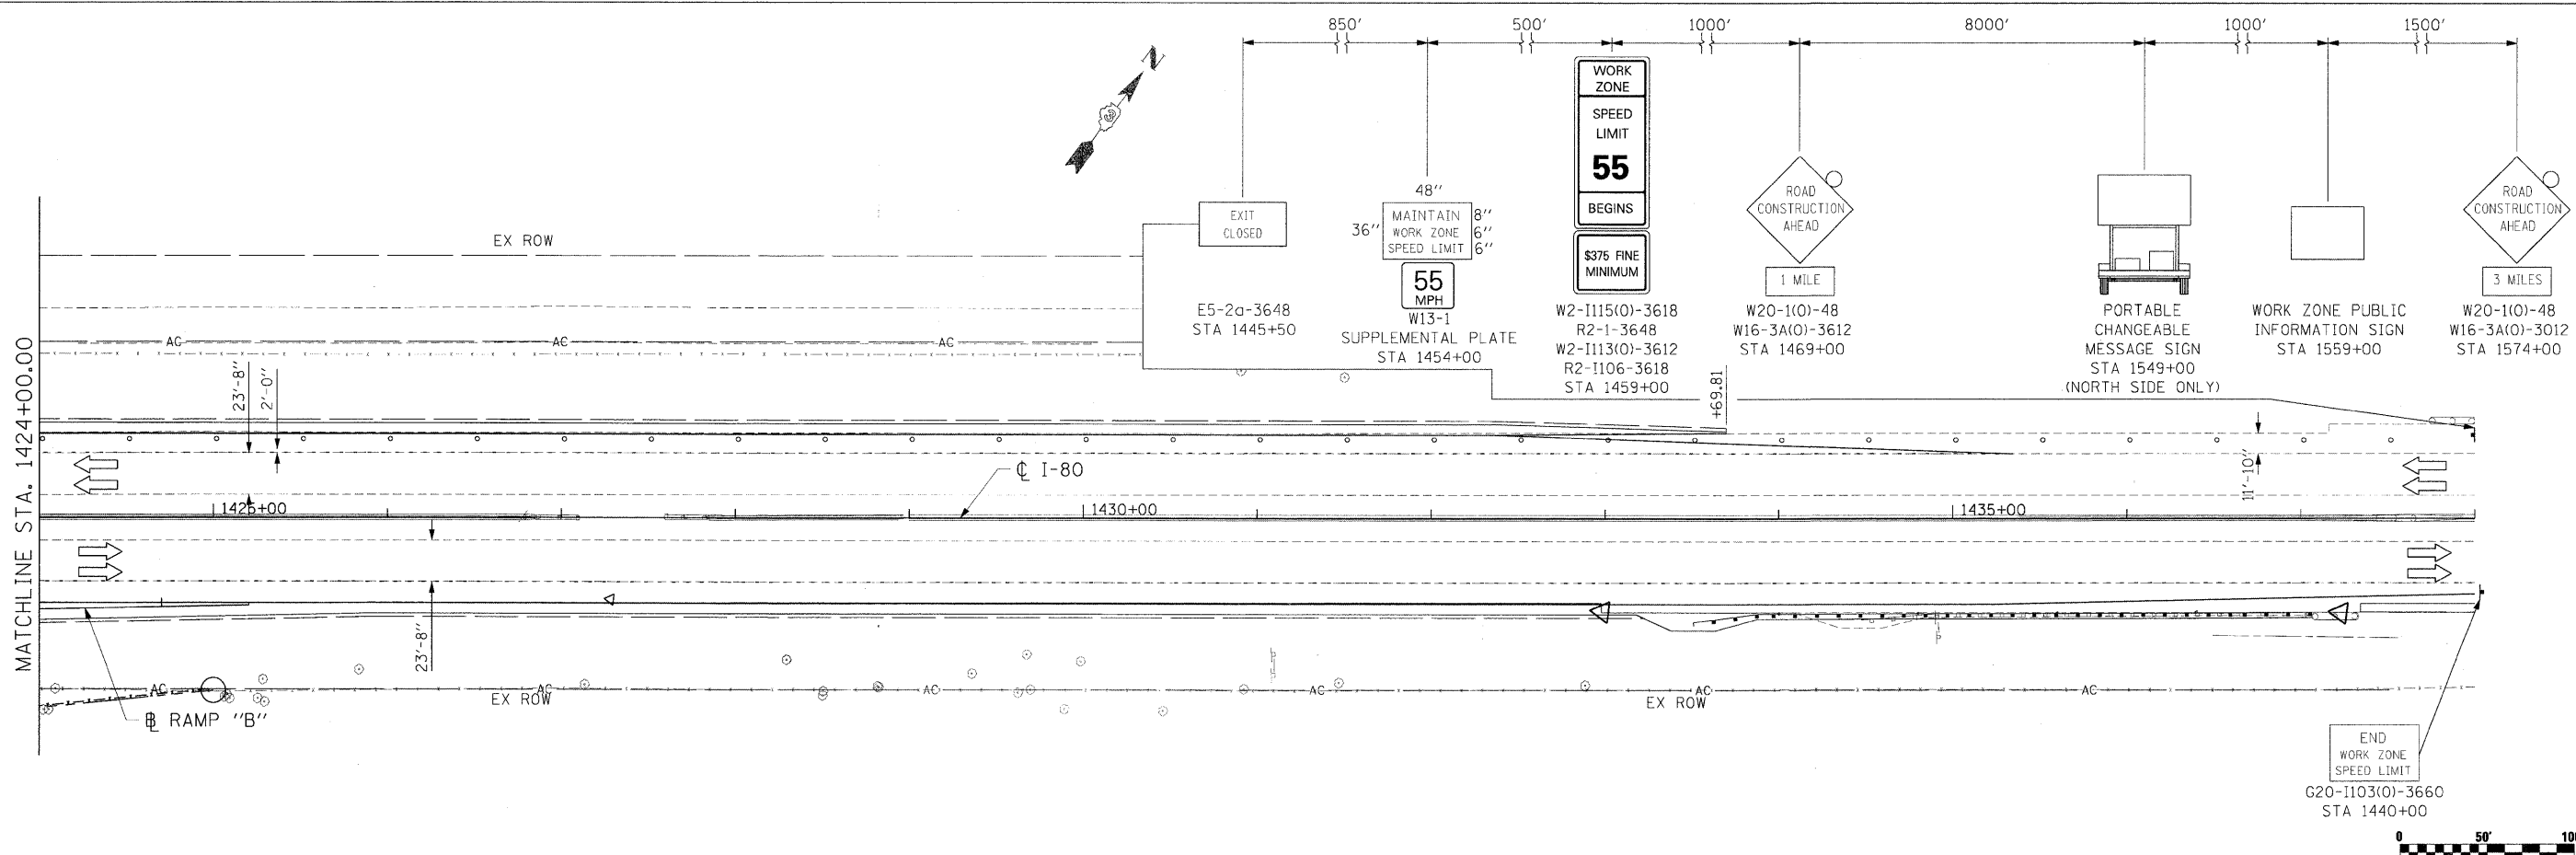 850'
500'
1000'
8000'
1000'
1500'
N
WORK
ZONE
SPEED
LIMIT
55
BEGINS
$375 FINE
MINIMUM
EXIT
CLOSED
E5-2a-3648
STA 1445+50
48"
36"
MAINTAIN 8"
WORK ZONE 6"
SPEED LIMIT 6"
55
MPH
W13-1
SUPPLEMENTAL PLATE
STA 1454+00
W2-I115(O)-3618
R2-1-3648
W2-I113(O)-3612
R2-I106-3618
STA 1459+00
ROAD
CONSTRUCTION
AHEAD
1 MILE
W20-1(O)-48
W16-3A(O)-3612
STA 1469+00
PORTABLE
CHANGEABLE
MESSAGE SIGN
STA 1549+00
(NORTH SIDE ONLY)
WORK ZONE PUBLIC
INFORMATION SIGN
STA 1559+00
ROAD
CONSTRUCTION
AHEAD
3 MILES
W20-1(O)-48
W16-3A(O)-3012
STA 1574+00
EX ROW
AC
AC
AC
MATCHLINE STA. 1424+00.00
23'-8"
2'-0"
+69.81
11'-10"
℄ I-80
1425+00
1430+00
1435+00
23'-8"
AC
AC
AC
AC
AC
AC
EX ROW
EX ROW
RAMP "B"
END
WORK ZONE
SPEED LIMIT
G20-I103(O)-3660
STA 1440+00
0
50'